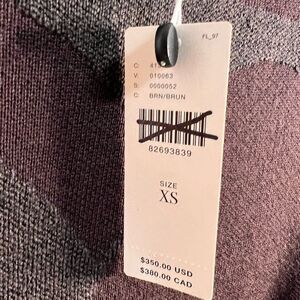 FL_97
C:
V: 010063
S: 0000052
C: BRN/BRUN
82693839
SIZE
XS
$350.00 USD
$380.00 CAD